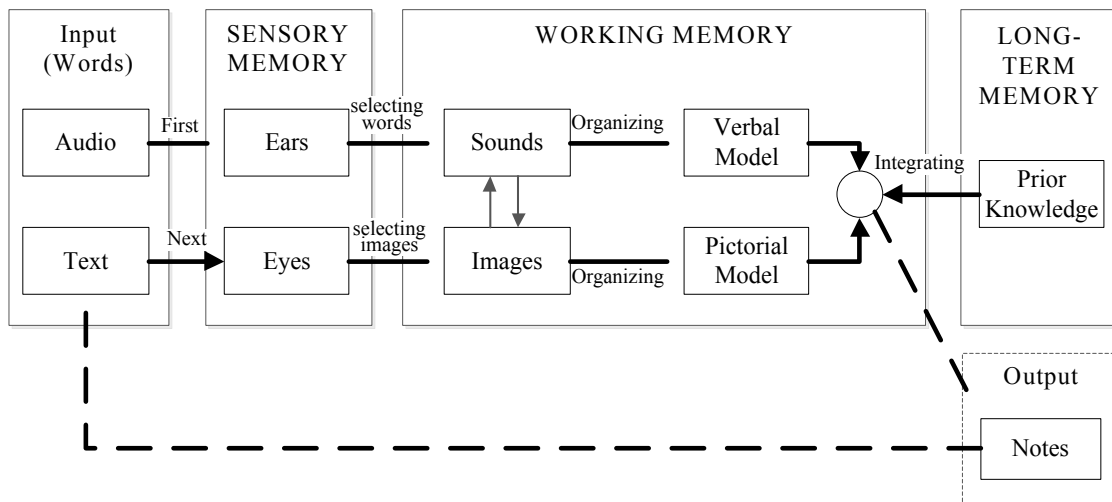 Input
(Words)
SENSORY
MEMORY
WORKING MEMORY
LONG-
TERM
MEMORY
Audio
First
Ears
selecting
words
Sounds
Organizing
Verbal
Model
Integrating
Prior
Knowledge
Text
Next
Eyes
selecting
images
Images
Organizing
Pictorial
Model
Output
Notes